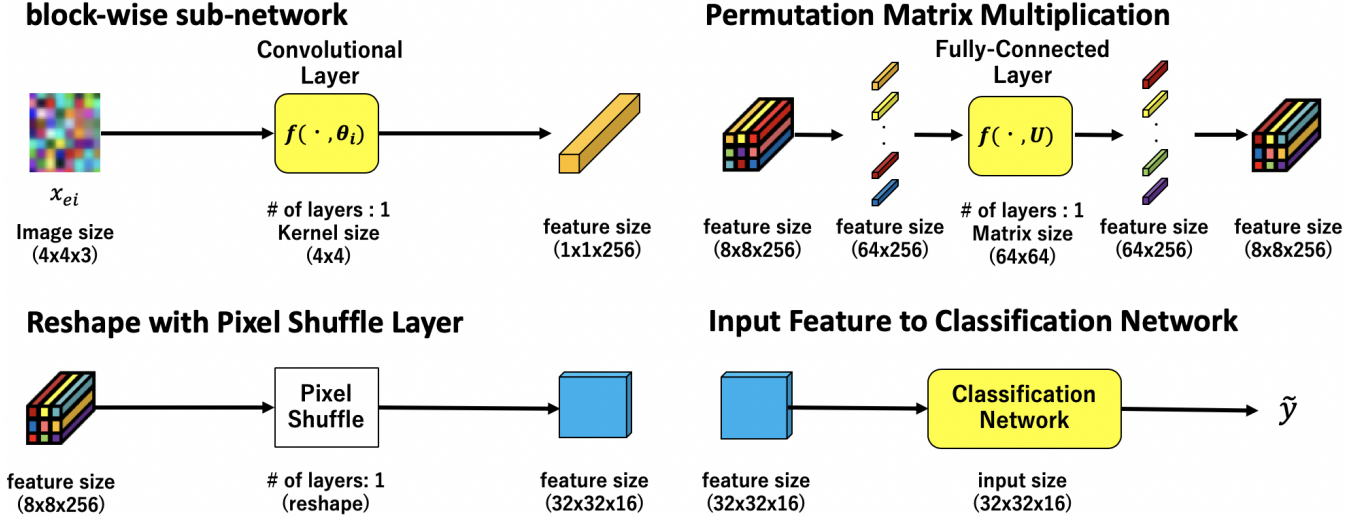 block-wise sub-network
Convolutional
Layer
f( · ,θᵢ)
x_{ei}
Image size
(4x4x3)
# of layers : 1
Kernel size
(4x4)
feature size
(1x1x256)
Permutation Matrix Multiplication
Fully-Connected
Layer
f( · ,U)
feature size
(8x8x256)
feature size
(64x256)
# of layers : 1
Matrix size
(64x64)
feature size
(64x256)
feature size
(8x8x256)
Reshape with Pixel Shuffle Layer
Pixel
Shuffle
feature size
(8x8x256)
# of layers: 1
(reshape)
feature size
(32x32x16)
Input Feature to Classification Network
Classification
Network
ỹ
feature size
(32x32x16)
input size
(32x32x16)